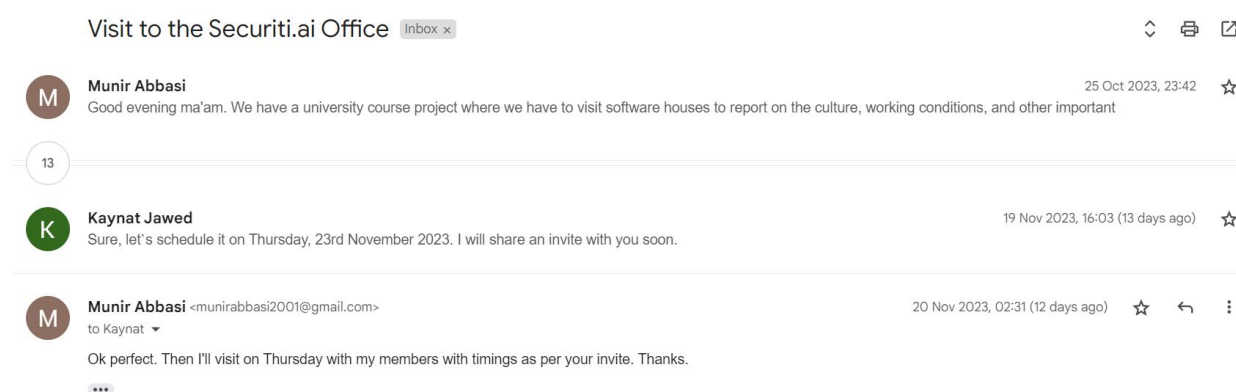 Visit to the Securiti.ai Office Inbox ×
M
Munir Abbasi 25 Oct 2023, 23:42
Good evening ma'am. We have a university course project where we have to visit software houses to report on the culture, working conditions, and other important
13
K
Kaynat Jawed 19 Nov 2023, 16:03 (13 days ago)
Sure, let`s schedule it on Thursday, 23rd November 2023. I will share an invite with you soon.
M
Munir Abbasi <munirabbasi2001@gmail.com> 20 Nov 2023, 02:31 (12 days ago)
to Kaynat
Ok perfect. Then I'll visit on Thursday with my members with timings as per your invite. Thanks.